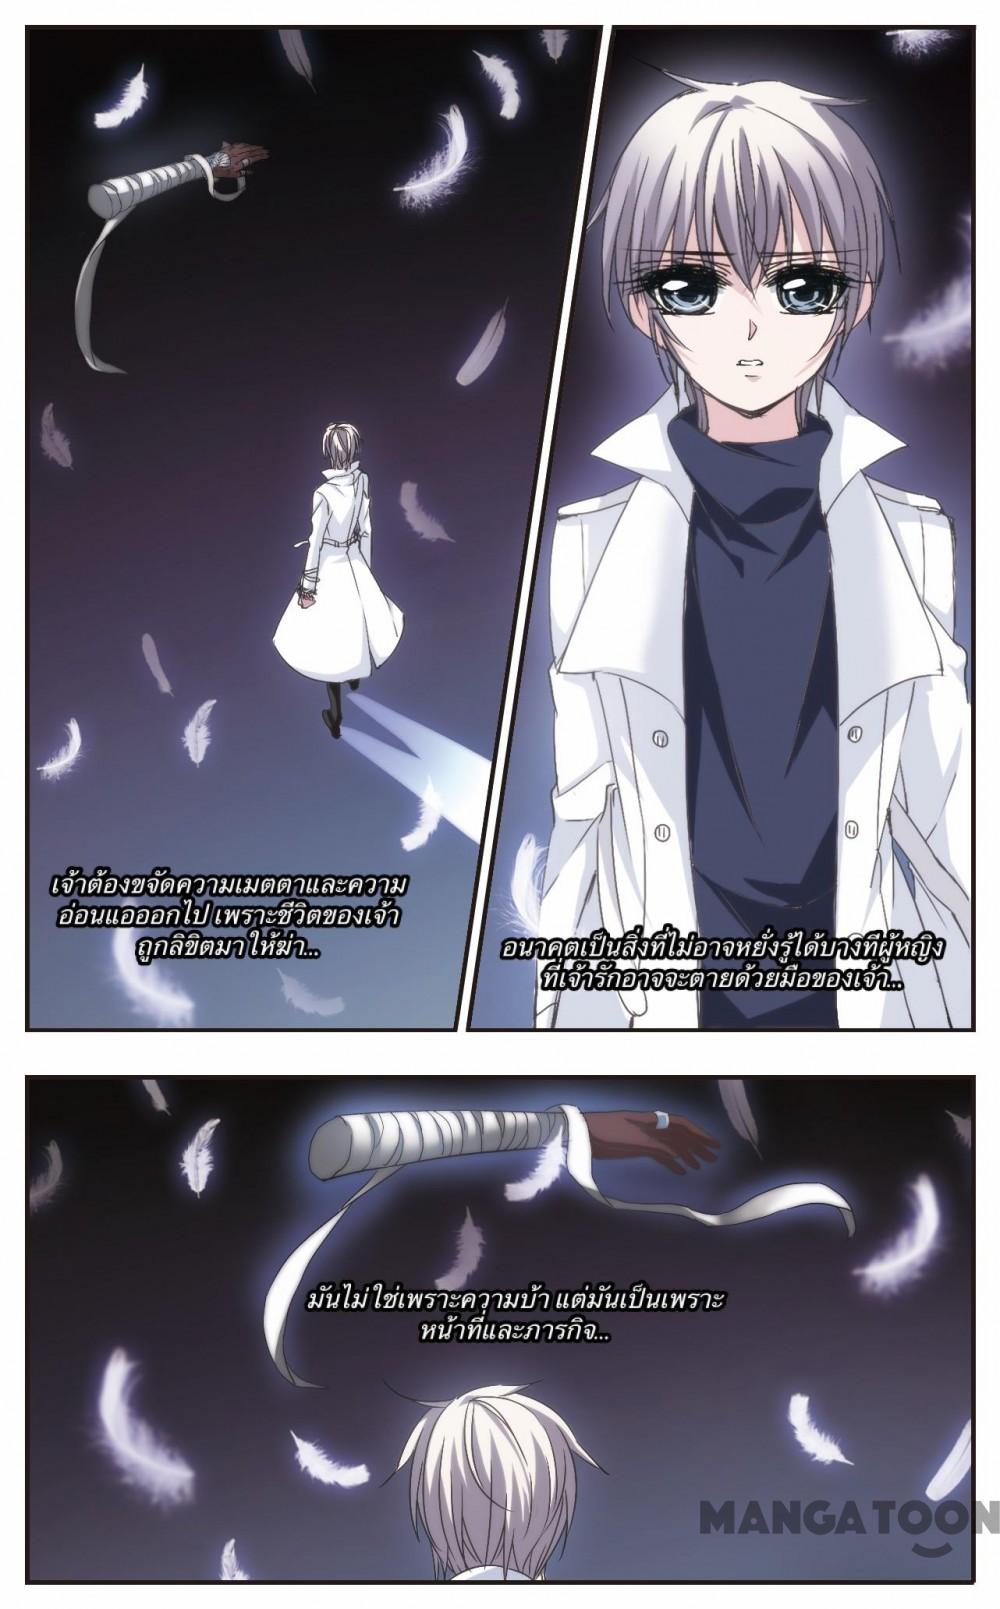 เจ้าต้องขจัดความเมตตาและความ
อ่อนแอออกไป เพราะชีวิตของเจ้า
ถูกลิขิตมาให้ฆ่า...
อนาคตเป็นสิ่งที่ไม่อาจหยั่งรู้ได้บางทีผู้หญิง
ที่เจ้ารักอาจจะตายด้วยมือของเจ้า...
มันไม่ใช่เพราะความบ้า แต่มันเป็นเพราะ
หน้าที่และภารกิจ...
MANGATOON